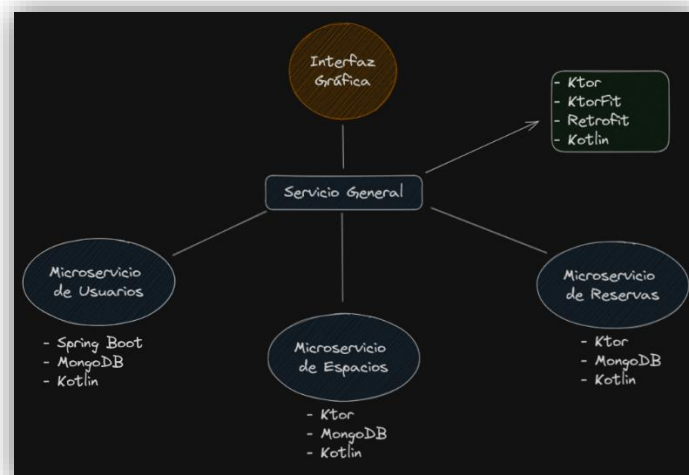 Interfaz
Gráfica
- Ktor
- KtorFit
- Retrofit
- Kotlin
Servicio General
Microservicio
de Usuarios
- Spring Boot
- MongoDB
- Kotlin
Microservicio
de Espacios
- Ktor
- MongoDB
- Kotlin
Microservicio
de Reservas
- Ktor
- MongoDB
- Kotlin